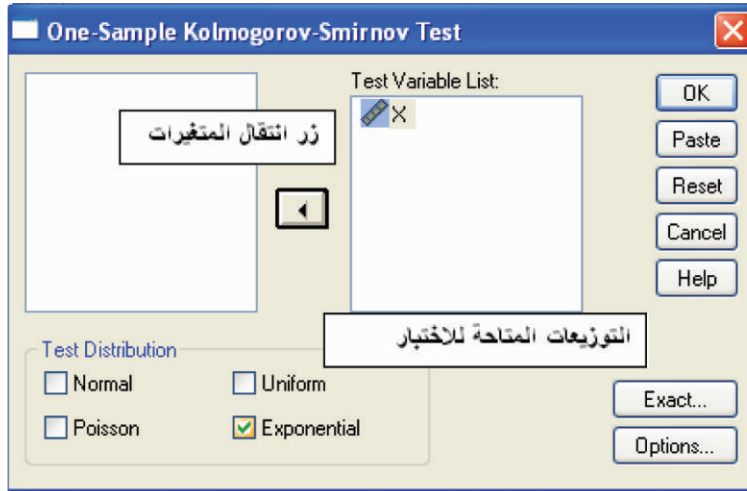 One-Sample Kolmogorov-Smirnov Test
Test Variable List:
X
زر انتقال المتغيرات
OK
Paste
Reset
Cancel
Help
التوزيعات المتاحة للاختبار
Test Distribution
Normal
Uniform
Poisson
Exponential
Exact...
Options...